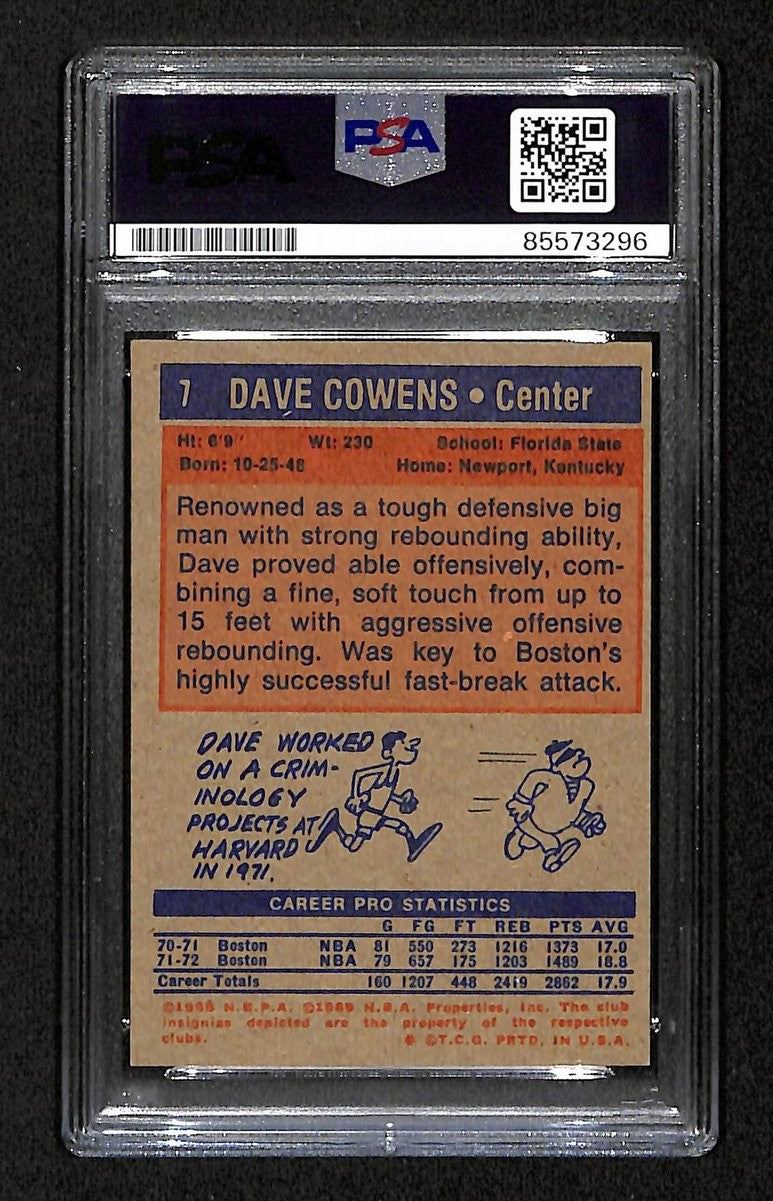 PSA
PSA
85573296
7 DAVE COWENS • Center
Ht: 6'9" Wt: 230 School: Florida State
Born: 10-25-48 Home: Newport, Kentucky
Renowned as a tough defensive big
man with strong rebounding ability,
Dave proved able offensively, com-
bining a fine, soft touch from up to
15 feet with aggressive offensive
rebounding. Was key to Boston's
highly successful fast-break attack.
DAVE WORKED
ON A CRIM-
INOLOGY
PROJECTS AT
HARVARD
IN 1971.
CAREER PRO STATISTICS
G FG FT REB PTS AVG
70-71 Boston NBA 81 550 273 1216 1373 17.0
71-72 Boston NBA 79 657 175 1203 1489 18.8
Career Totals 160 1207 448 2419 2862 17.9
©1966 N.B.P.A. ©1969 N.B.A. Properties, Inc. The club
insignias depicted are the property of the respective
clubs. * ©T.C.G. PRTD. IN U.S.A.